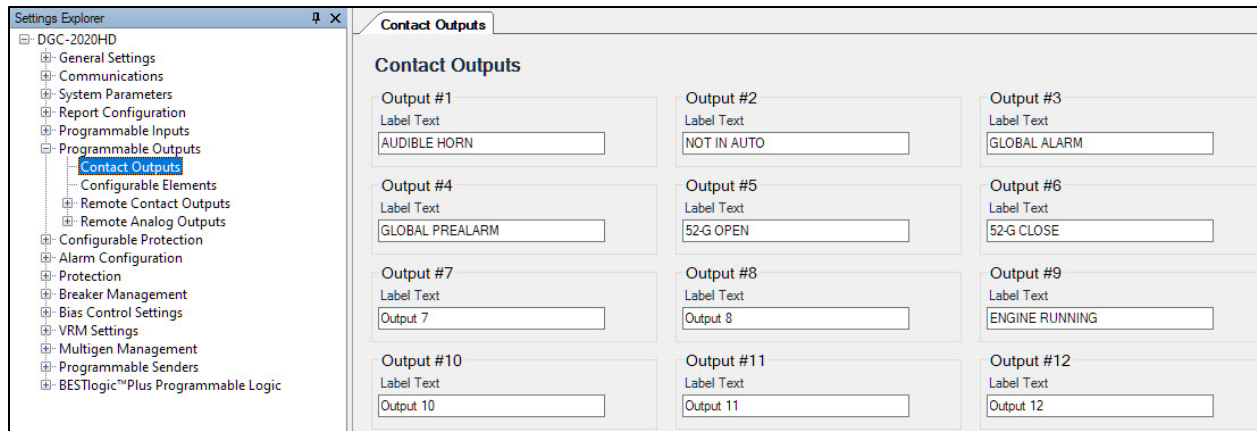 Settings Explorer
DGC-2020HD
General Settings
Communications
System Parameters
Report Configuration
Programmable Inputs
Programmable Outputs
Contact Outputs
Configurable Elements
Remote Contact Outputs
Remote Analog Outputs
Configurable Protection
Alarm Configuration
Protection
Breaker Management
Bias Control Settings
VRM Settings
Multigen Management
Programmable Senders
BESTlogic™Plus Programmable Logic
Contact Outputs
Contact Outputs
Output #1
Label Text
AUDIBLE HORN
Output #2
Label Text
NOT IN AUTO
Output #3
Label Text
GLOBAL ALARM
Output #4
Label Text
GLOBAL PREALARM
Output #5
Label Text
52-G OPEN
Output #6
Label Text
52-G CLOSE
Output #7
Label Text
Output 7
Output #8
Label Text
Output 8
Output #9
Label Text
ENGINE RUNNING
Output #10
Label Text
Output 10
Output #11
Label Text
Output 11
Output #12
Label Text
Output 12